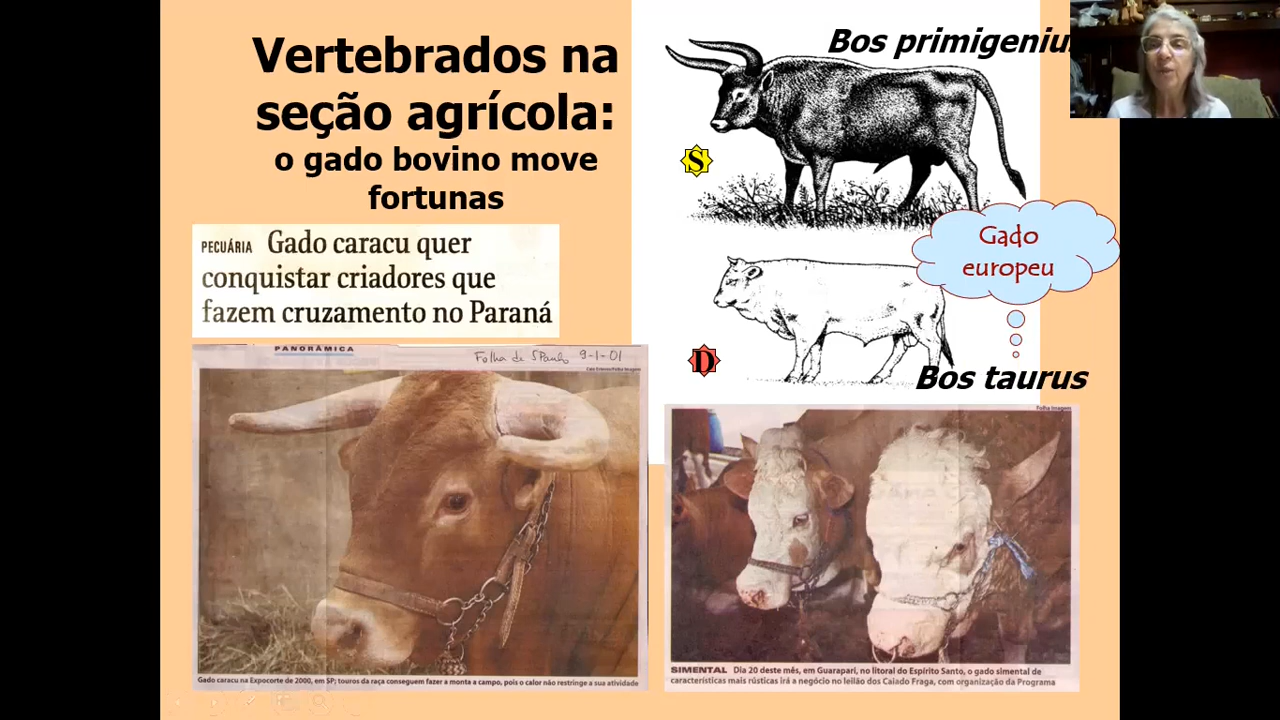 Vertebrados na
seção agrícola:
o gado bovino move
fortunas
PECUÁRIA Gado caracu quer
conquistar criadores que
fazem cruzamento no Paraná
PANORÂMICA
Folha de SPaulo 9-1-01
Gado caracu na Expocorte de 2000, em SP; touros da raça conseguem fazer a monta a campo, pois o calor não restringe a sua atividade
Bos primigeniu
S
Gado
europeu
D
Bos taurus
Folha Imagem
SIMENTAL Dia 20 deste mês, em Guarapari, no litoral do Espírito Santo, o gado simental de
características mais rústicas irá a negócio no leilão dos Caiado Fraga, com organização da Programa